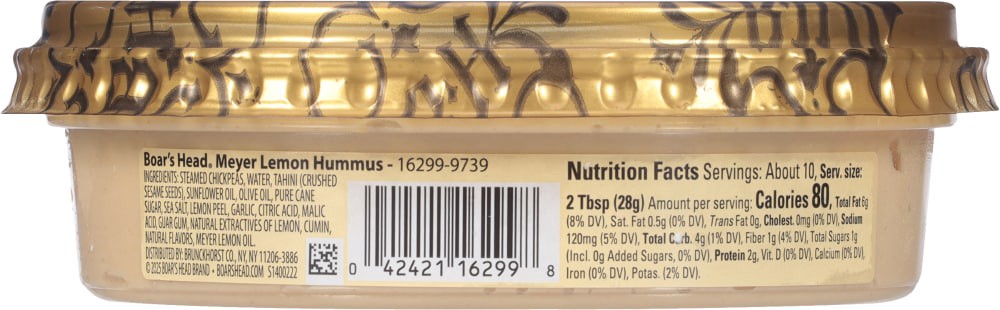 Boar's Head® Meyer Lemon Hummus - 16299-9739
INGREDIENTS: STEAMED CHICKPEAS, WATER, TAHINI (CRUSHED
SESAME SEEDS), SUNFLOWER OIL, OLIVE OIL, PURE CANE
SUGAR, SEA SALT, LEMON PEEL, GARLIC, CITRIC ACID, MALIC
ACID, GUAR GUM, NATURAL EXTRACTIVES OF LEMON, CUMIN,
NATURAL FLAVORS, MEYER LEMON OIL.
DISTRIBUTED BY: BRUNCKHORST CO., NY, NY 11206-3886
© 2025 BOAR'S HEAD BRAND • BOARSHEAD.COM S1400222
0 42421 16299 8
Nutrition Facts Servings: About 10, Serv. size:
2 Tbsp (28g) Amount per serving: Calories 80, Total Fat 6g
(8% DV), Sat. Fat 0.5g (0% DV), Trans Fat 0g, Cholest. 0mg (0% DV), Sodium
120mg (5% DV), Total Carb. 4g (1% DV), Fiber 1g (4% DV), Total Sugars 1g
(Incl. 0g Added Sugars, 0% DV), Protein 2g, Vit. D (0% DV), Calcium (0% DV),
Iron (0% DV), Potas. (2% DV).